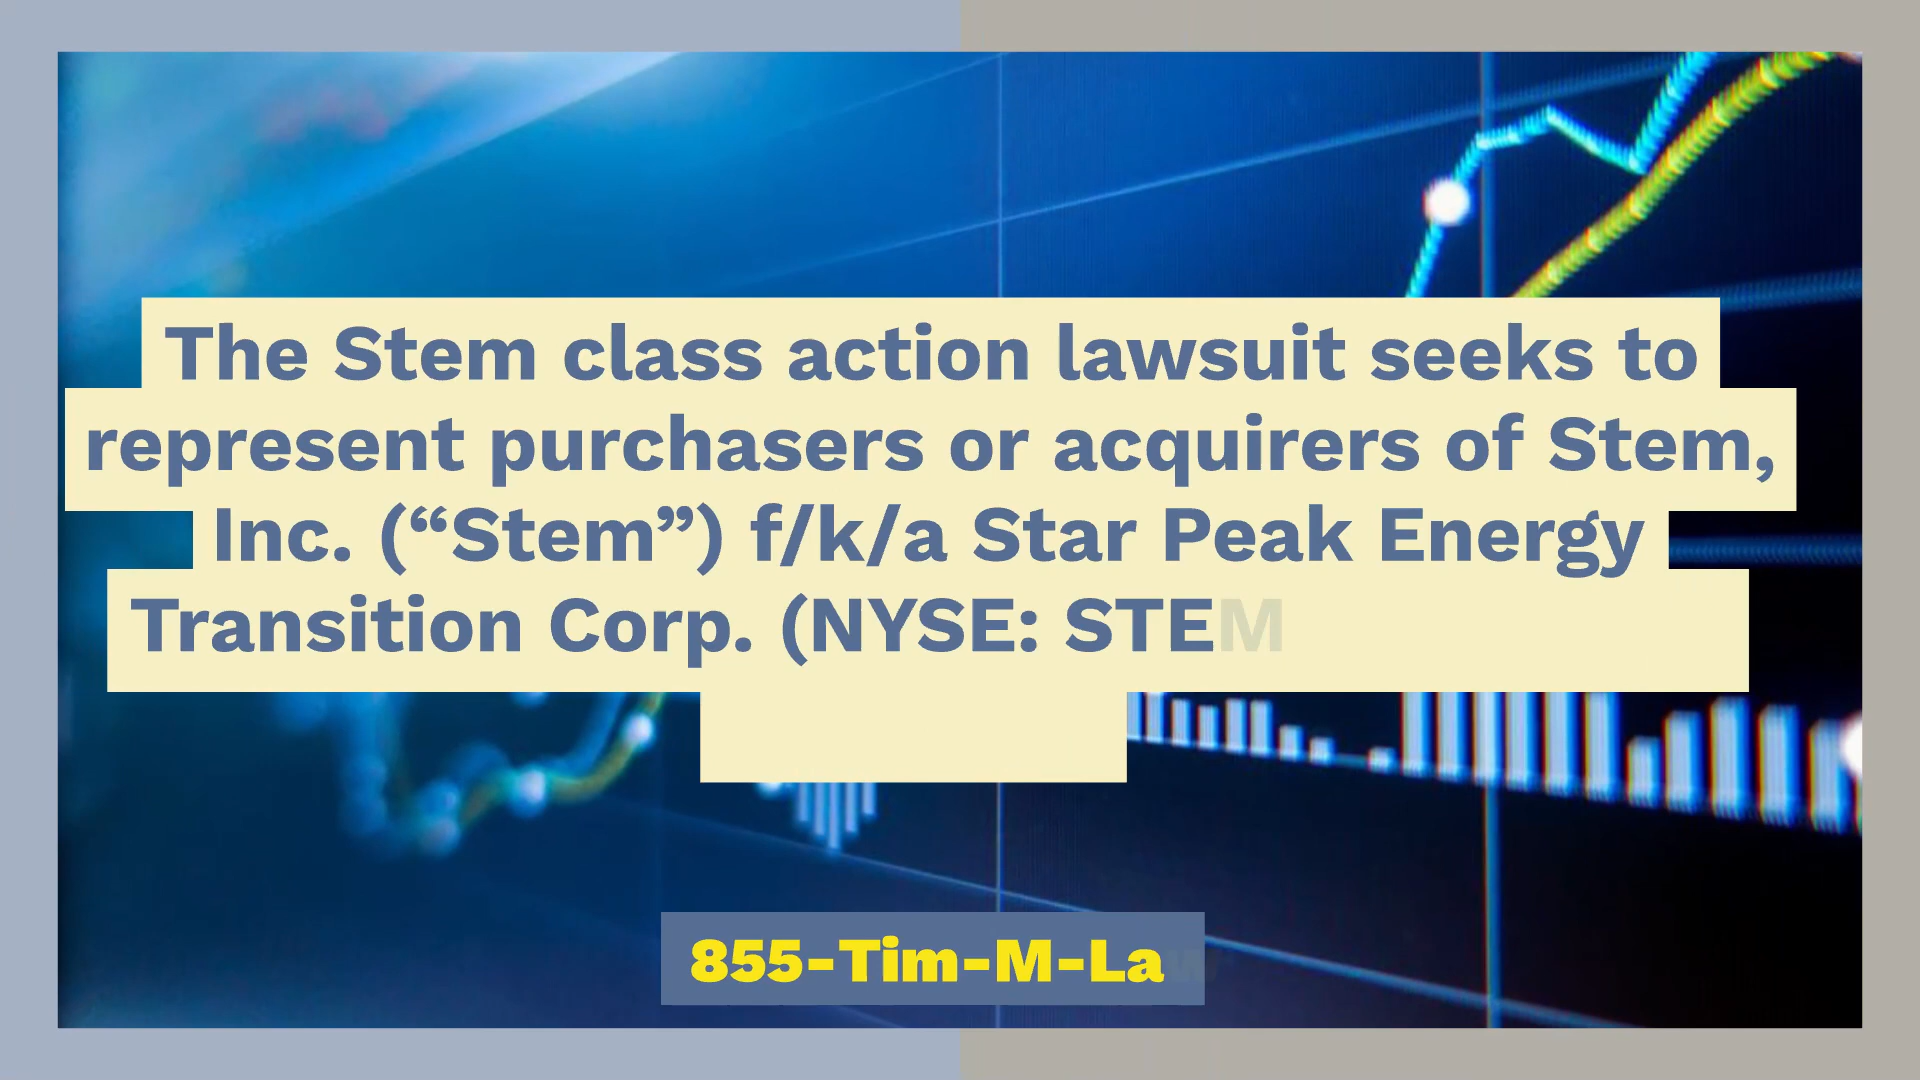 The Stem class action lawsuit seeks to
represent purchasers or acquirers of Stem,
Inc. (“Stem”) f/k/a Star Peak Energy
Transition Corp. (NYSE: STEM
855-Tim-M-Law